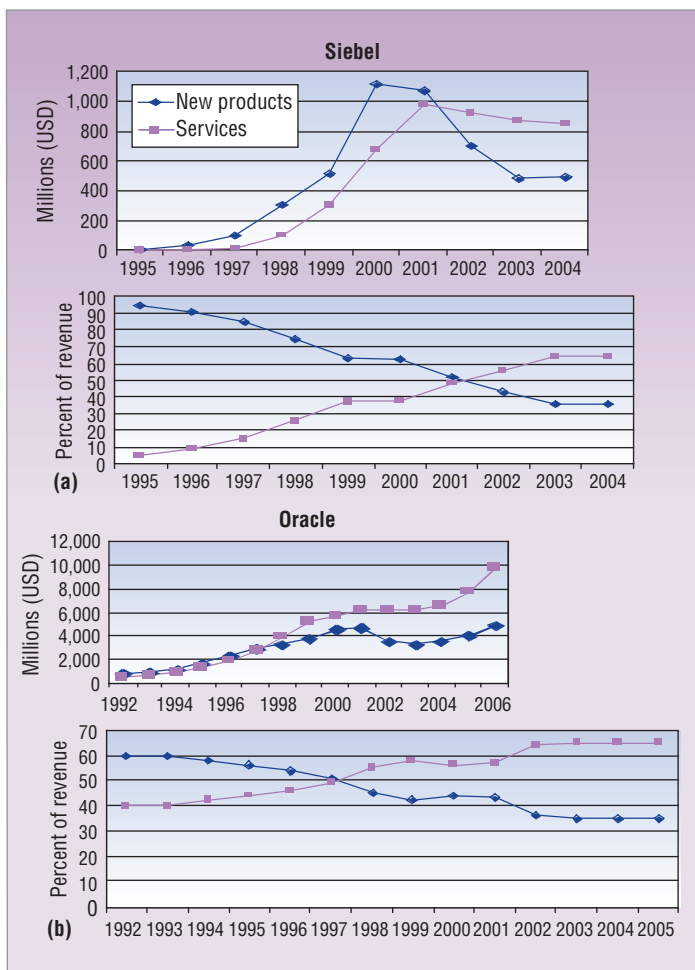 Siebel
Millions (USD)
1,200
1,000
800
600
400
200
0
New products
Services
1995 1996 1997 1998 1999 2000 2001 2002 2003 2004
Percent of revenue
100
90
80
70
60
50
40
30
20
10
0
1995 1996 1997 1998 1999 2000 2001 2002 2003 2004
(a)
Oracle
Millions (USD)
12,000
10,000
8,000
6,000
4,000
2,000
0
1992 1994 1996 1998 2000 2002 2004 2006
Percent of revenue
70
60
50
40
30
20
10
0
1992 1993 1994 1995 1996 1997 1998 1999 2000 2001 2002 2003 2004 2005
(b)